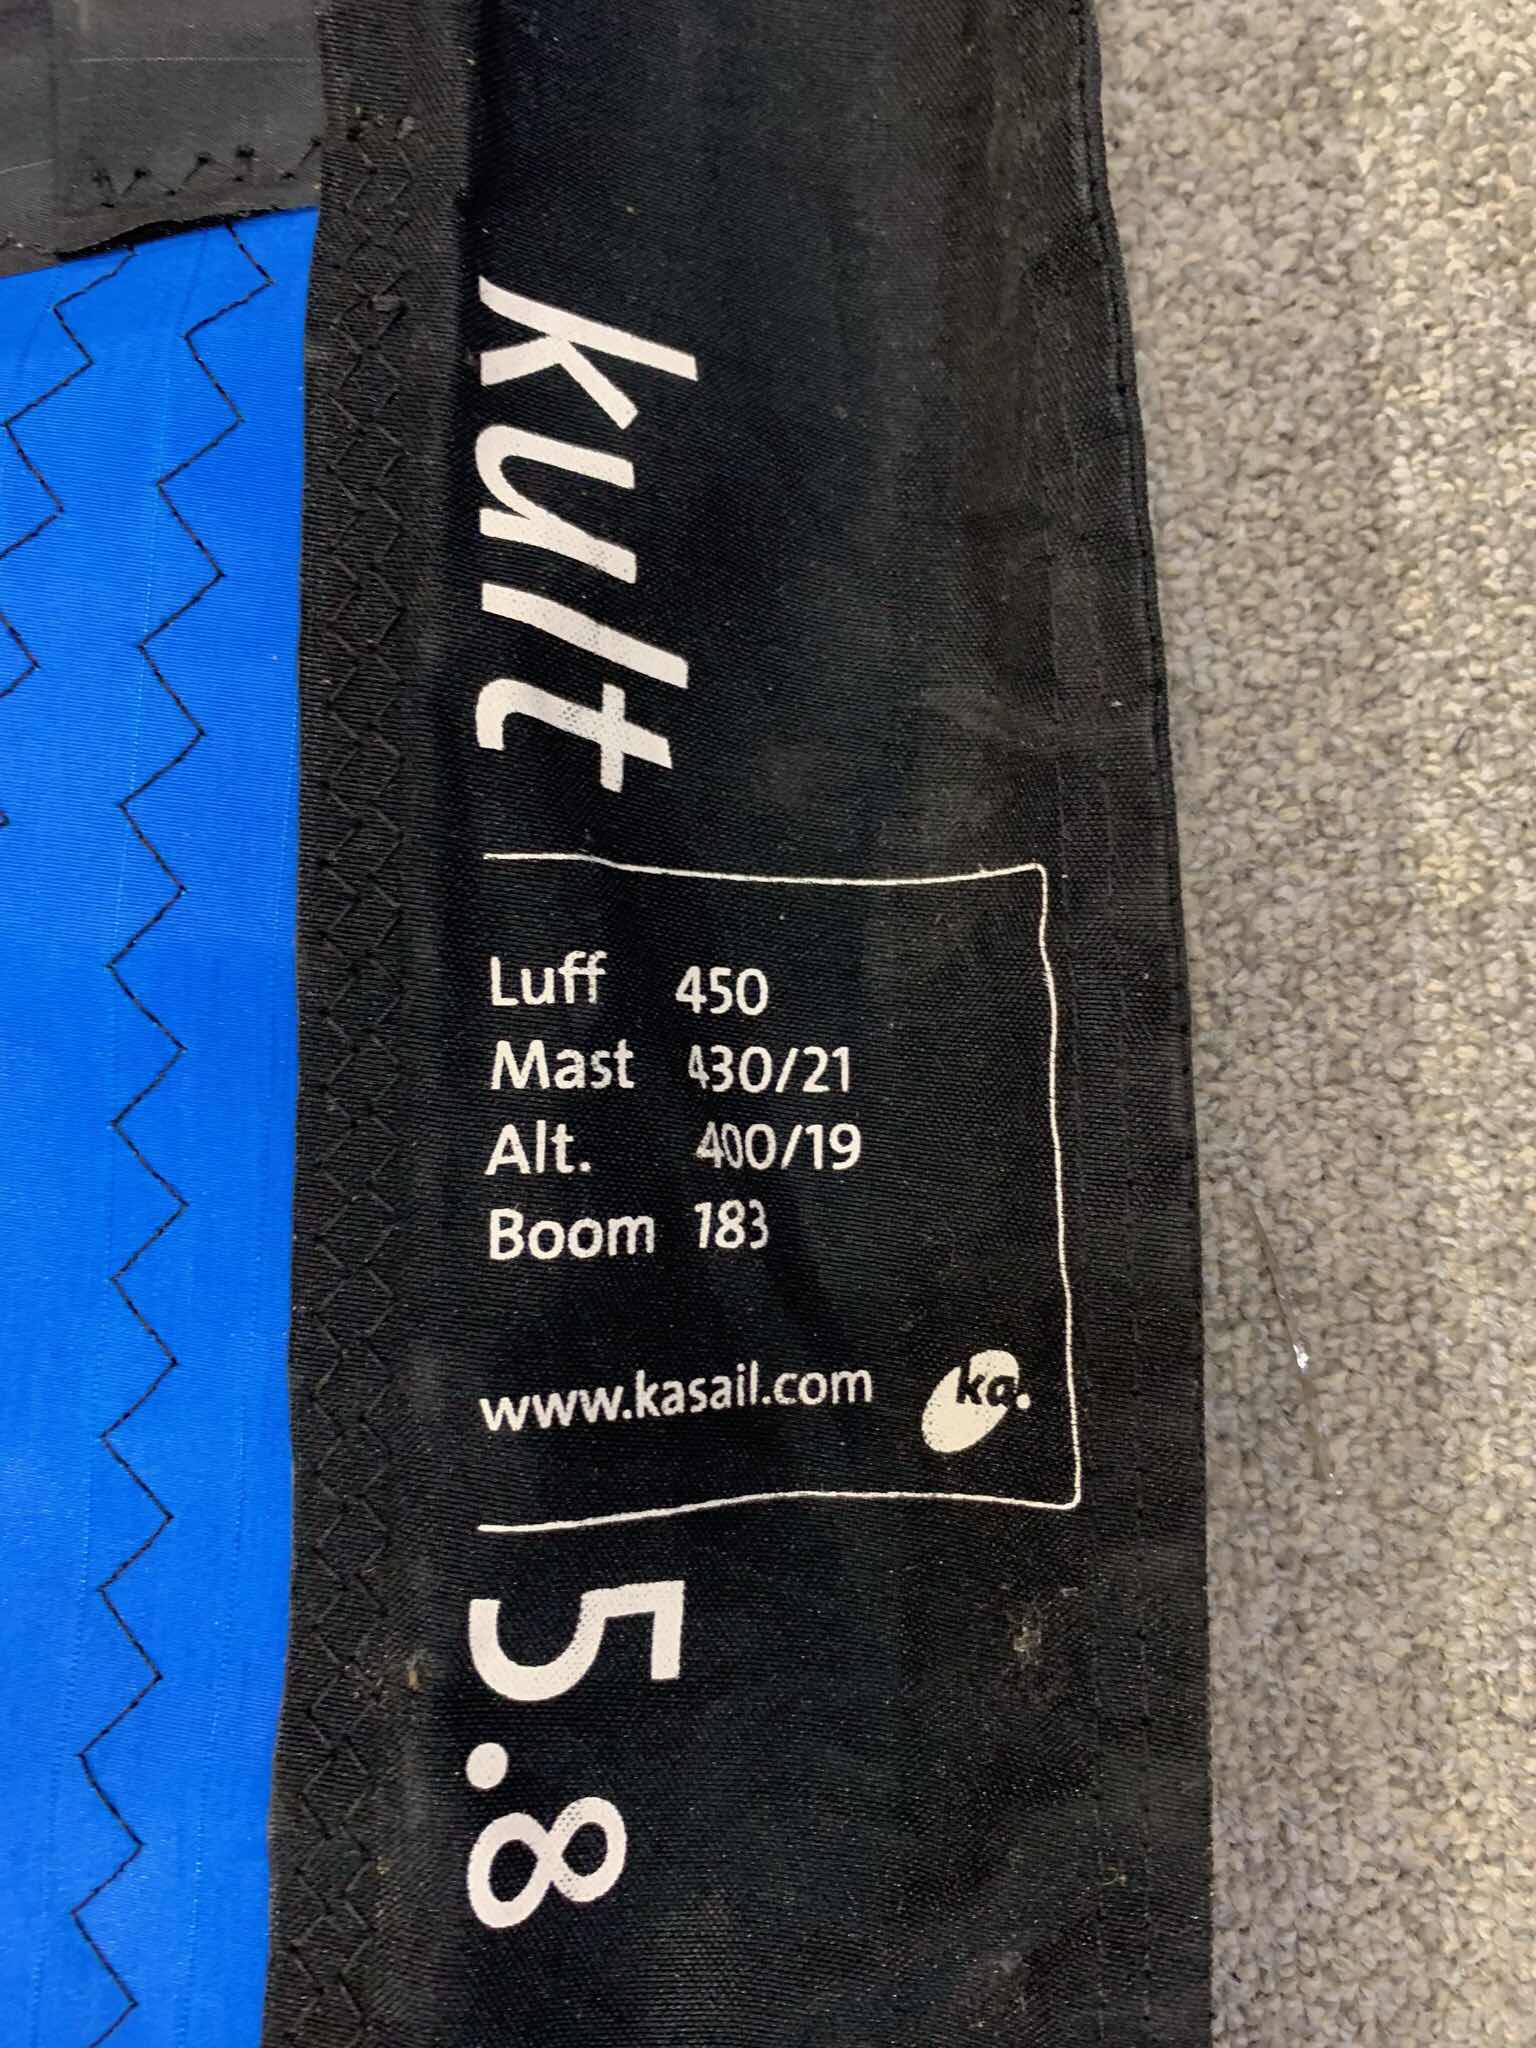 kult
Luff 450
Mast 430/21
Alt. 400/19
Boom 183
www.kasail.com
ka.
5.8